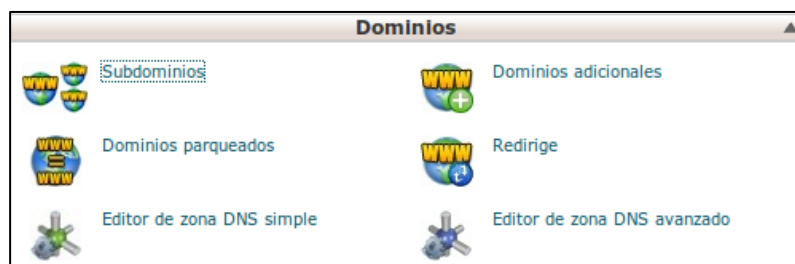 Dominios
Subdominios
Dominios adicionales
Dominios parqueados
Redirige
Editor de zona DNS simple
Editor de zona DNS avanzado